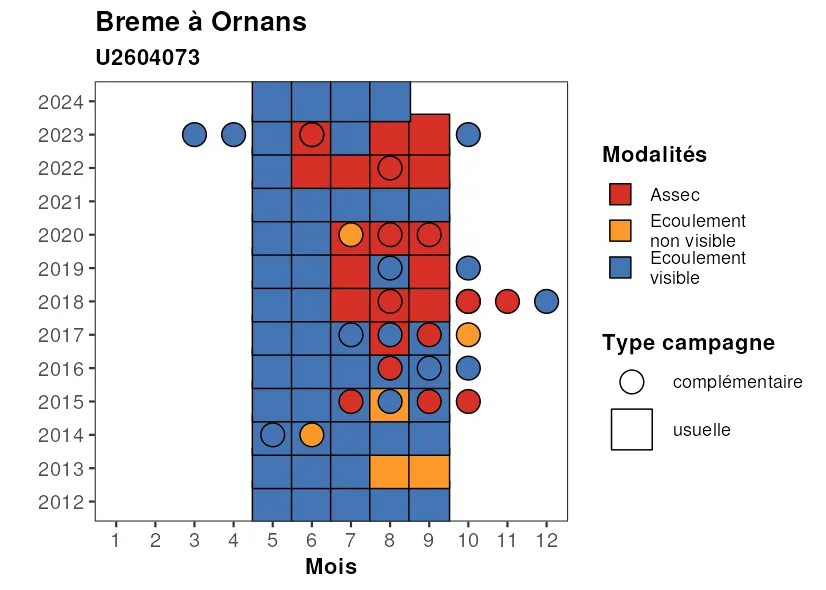 Breme à Ornans
U2604073
2024
2023
2022
2021
2020
2019
2018
2017
2016
2015
2014
2013
2012
1 2 3 4 5 6 7 8 9 10 11 12
Mois
Modalités
Assec
Ecoulement
non visible
Ecoulement
visible
Type campagne
complémentaire
usuelle